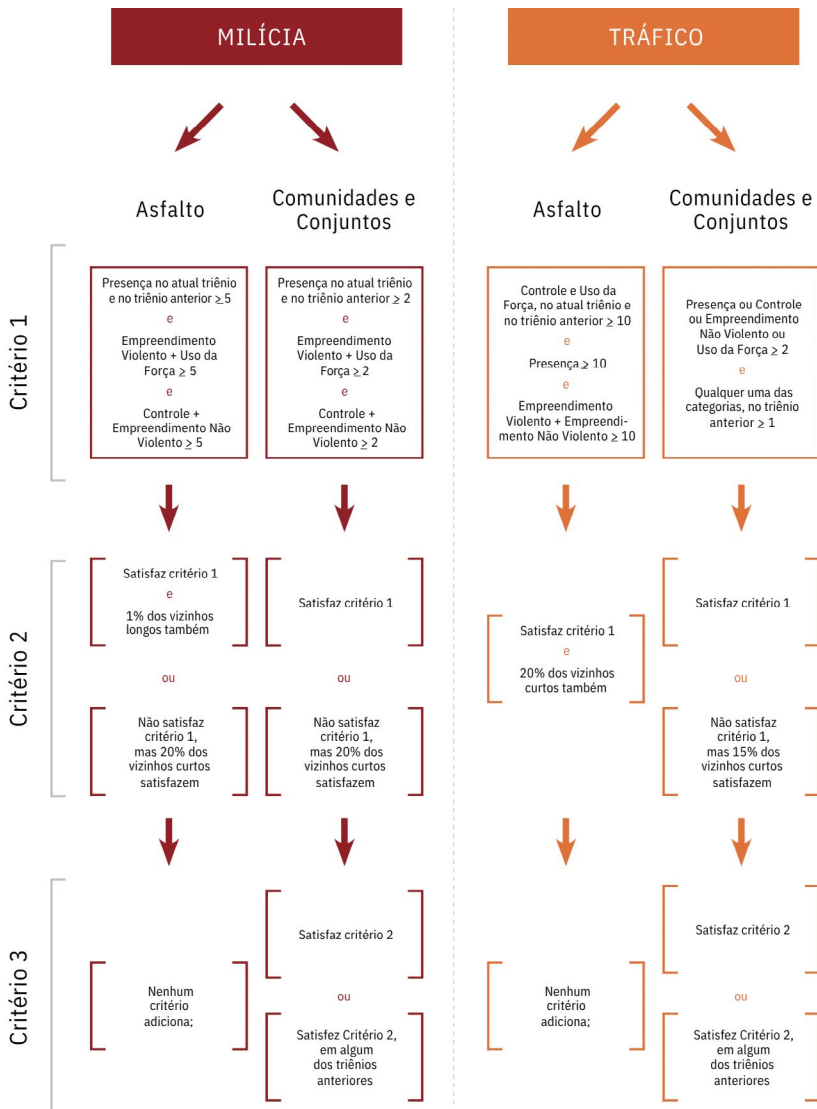 MILÍCIA
TRÁFICO
Asfalto
Comunidades e
Conjuntos
Asfalto
Comunidades e
Conjuntos
Critério 1
Presença no atual triênio
e no triênio anterior ≥ 5
e
Empreendimento
Violento + Uso da
Força ≥ 5
e
Controle +
Empreendimento Não
Violento ≥ 5
Presença no atual triênio
e no triênio anterior ≥ 2
e
Empreendimento
Violento + Uso da
Força ≥ 2
e
Controle +
Empreendimento Não
Violento ≥ 2
Controle e Uso da
Força, no atual triênio e
no triênio anterior ≥ 10
e
Presença ≥ 10
e
Empreendimento
Violento + Empreendi-
mento Não Violento ≥ 10
Presença ou Controle
ou Empreendimento
Não Violento ou
Uso da Força ≥ 2
e
Qualquer uma das
categorias, no triênio
anterior ≥ 1
Critério 2
Satisfaz critério 1
e
1% dos vizinhos
longos também
ou
Não satisfaz
critério 1,
mas 20% dos
vizinhos curtos
satisfazem
Satisfaz critério 1
ou
Não satisfaz
critério 1,
mas 20% dos
vizinhos curtos
satisfazem
Satisfaz critério 1
e
20% dos vizinhos
curtos também
Satisfaz critério 1
ou
Não satisfaz
critério 1,
mas 15% dos
vizinhos curtos
satisfazem
Critério 3
Nenhum
critério
adiciona;
Satisfaz critério 2
ou
Satisfez Critério 2,
em algum
dos triênios
anteriores
Nenhum
critério
adiciona;
Satisfaz critério 2
ou
Satisfez Critério 2,
em algum
dos triênios
anteriores